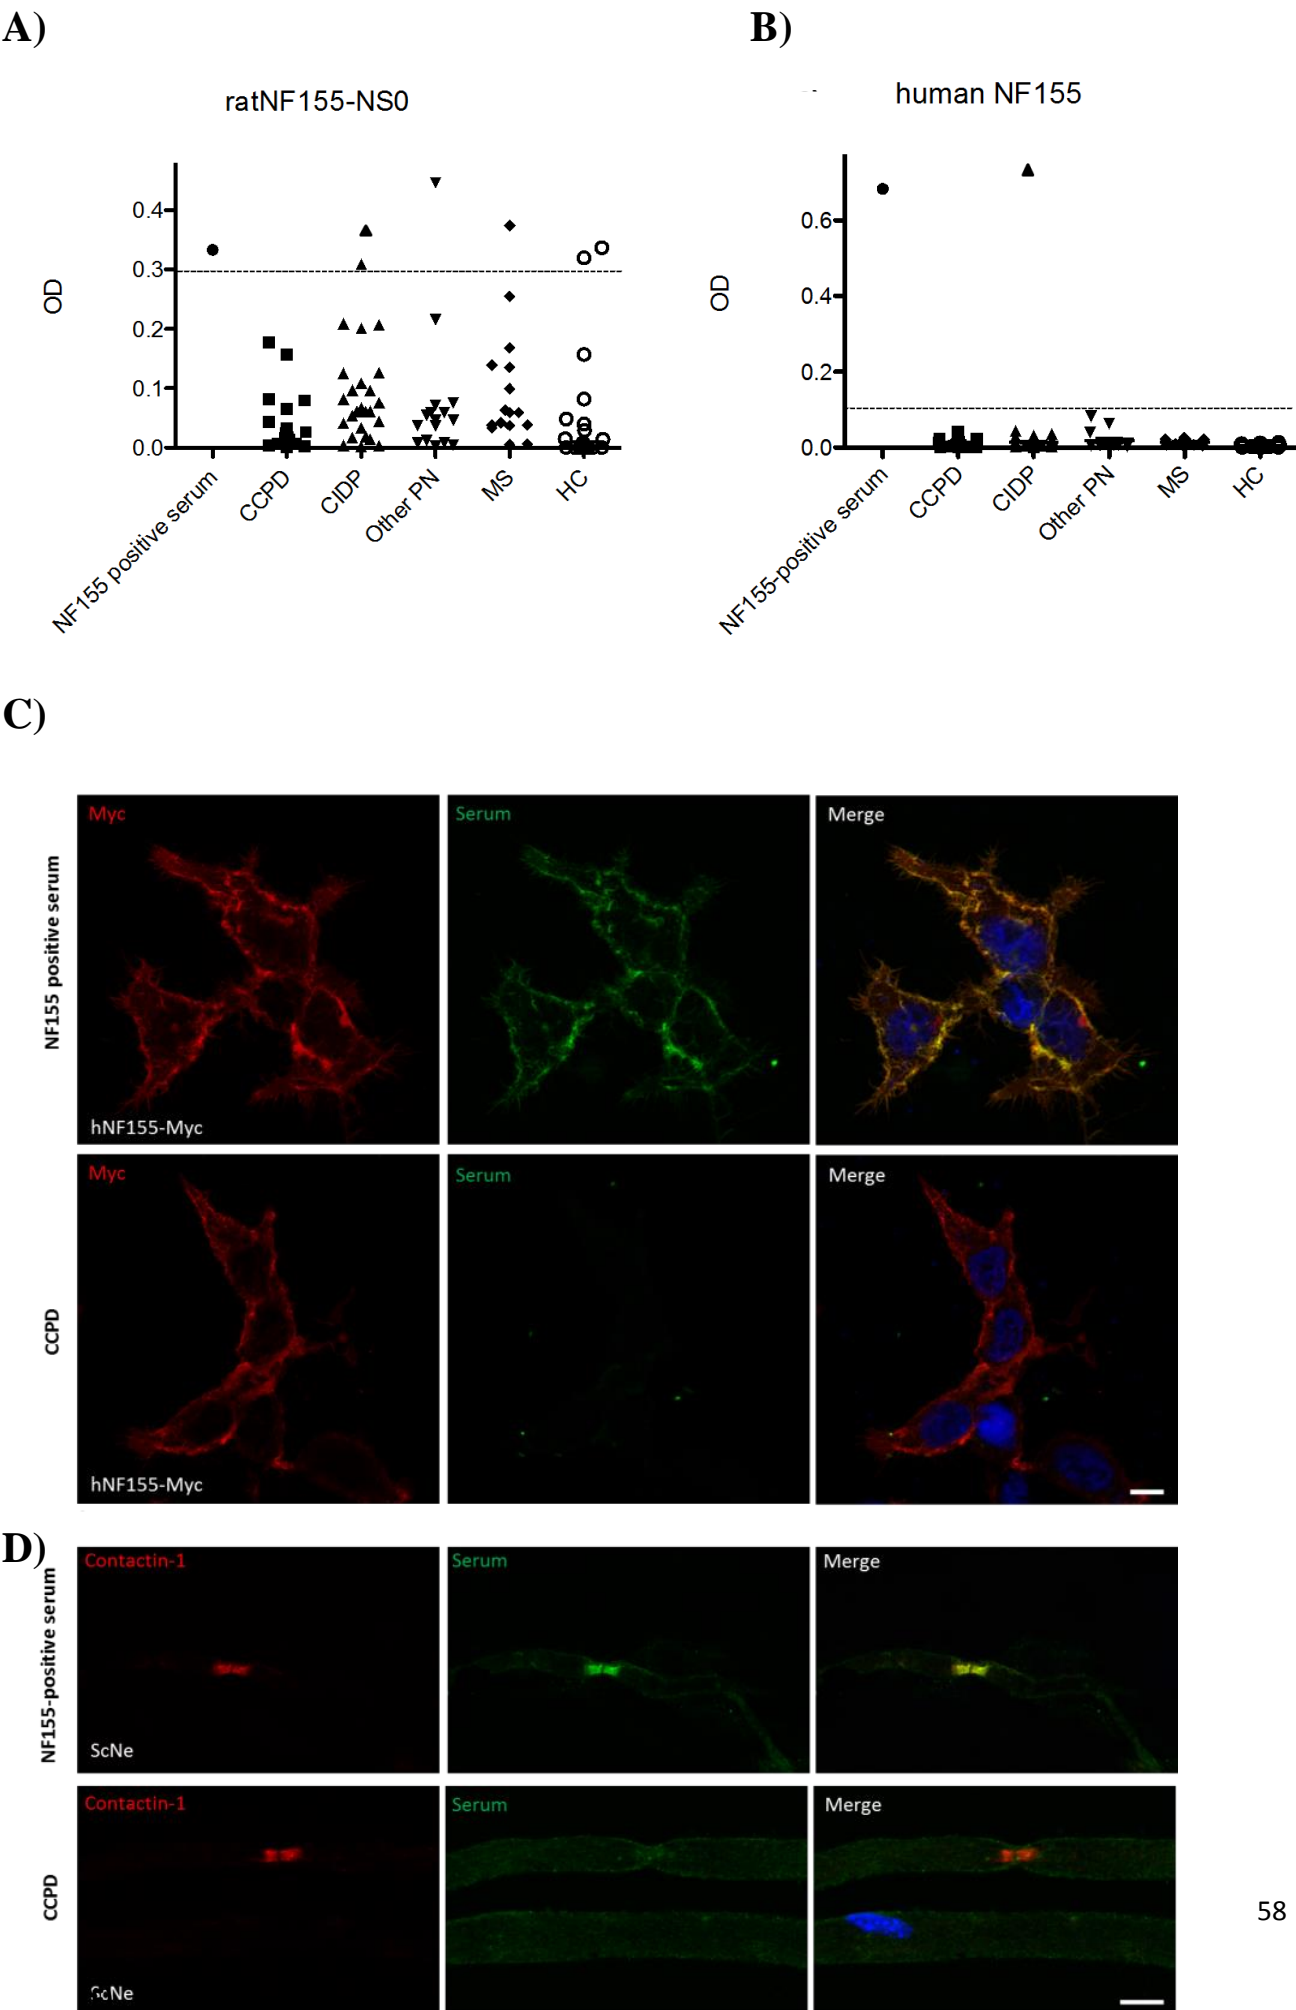 A)
B)
ratNF155-NS0
human NF155
OD
0.4
0.3
0.2
0.1
0.0
NF155 positive serum
CCPD
CIDP
Other PN
MS
HC
OD
0.6
0.4
0.2
0.0
NF155-positive serum
CCPD
CIDP
Other PN
MS
HC
C)
NF155 positive serum
Myc
Serum
Merge
hNF155-Myc
CCPD
Myc
Serum
Merge
hNF155-Myc
D)
NF155-positive serum
Contactin-1
Serum
Merge
ScNe
CCPD
Contactin-1
Serum
Merge
ScNe
58